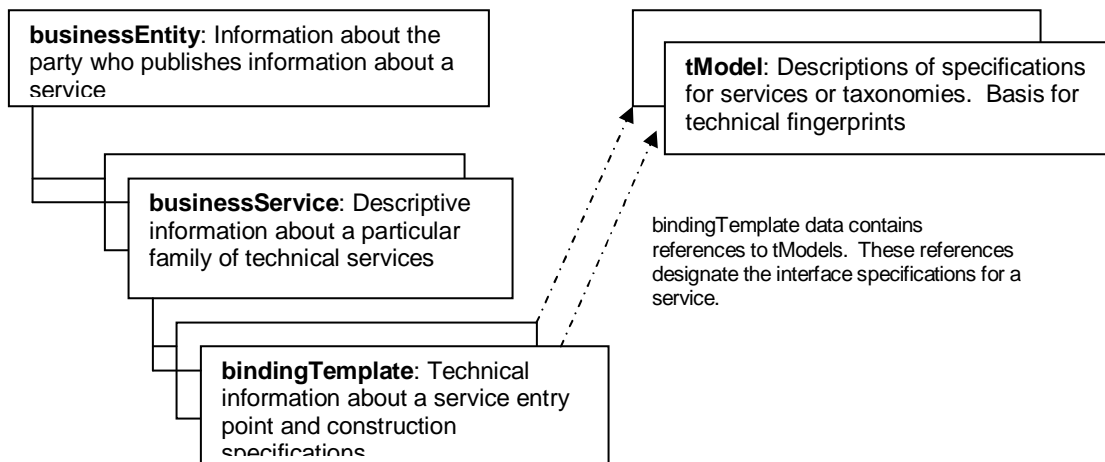 businessEntity: Information about the
party who publishes information about a
service
tModel: Descriptions of specifications
for services or taxonomies.  Basis for
technical fingerprints
businessService: Descriptive
information about a particular
family of technical services
bindingTemplate data contains
references to tModels.  These references
designate the interface specifications for a
service.
bindingTemplate: Technical
information about a service entry
point and construction
specifications